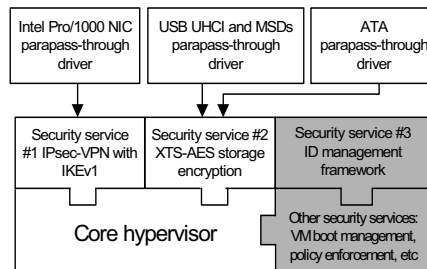 Intel Pro/1000 NIC
parapass-through
driver
USB UHCI and MSDs
parapass-through
driver
ATA
parapass-through
driver
Security service
#1 IPsec-VPN with
IKEv1
Security service #2
XTS-AES storage
encryption
Security service #3
ID management
framework
Core hypervisor
Other security services:
VM boot management,
policy enforcement, etc